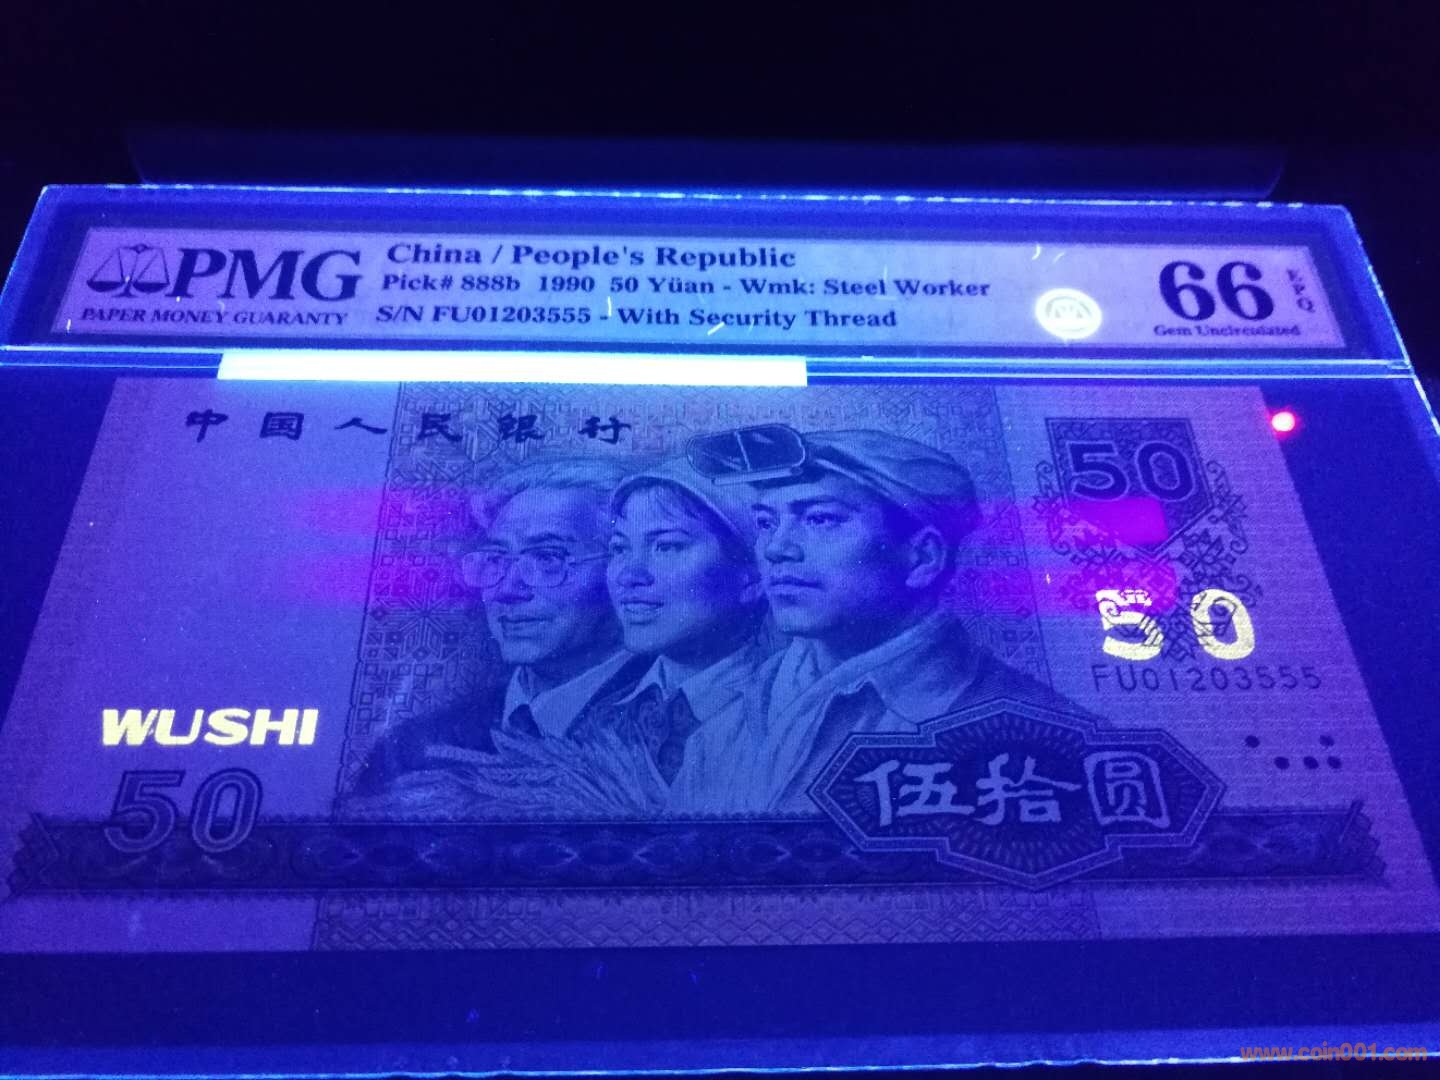 PMG
PAPER MONEY GUARANTY
China / People's Republic
Pick# 888b 1990 50 Yüan - Wmk: Steel Worker
S/N FU01203555 - With Security Thread
66 EPQ
Gem Uncirculated
中国人民银行
50
50
FU01203555
WUSHI
50
伍拾圆
www.coin001.com